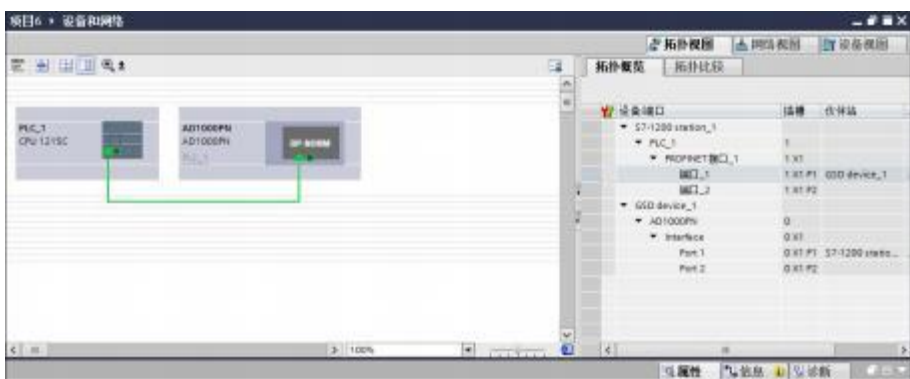 项目6 ▸ 设备和网络
拓扑视图 网络视图 设备视图
拓扑概览 拓扑比较
PLC_1
CPU 1215C
AD1000PN
AD1000PN
PLC_1
DP-NORM
设备/端口 插槽 伙伴站
S7-1200 station_1
PLC_1 1
PROFINET接口_1 1 X1
端口_1 1 X1 P1 GSD device_1
端口_2 1 X1 P2
GSD device_1
AD1000PN 0
Interface 0 X1
Port 1 0 X1 P1 S7-1200 statio...
Port 2 0 X1 P2
100%
属性 信息 诊断